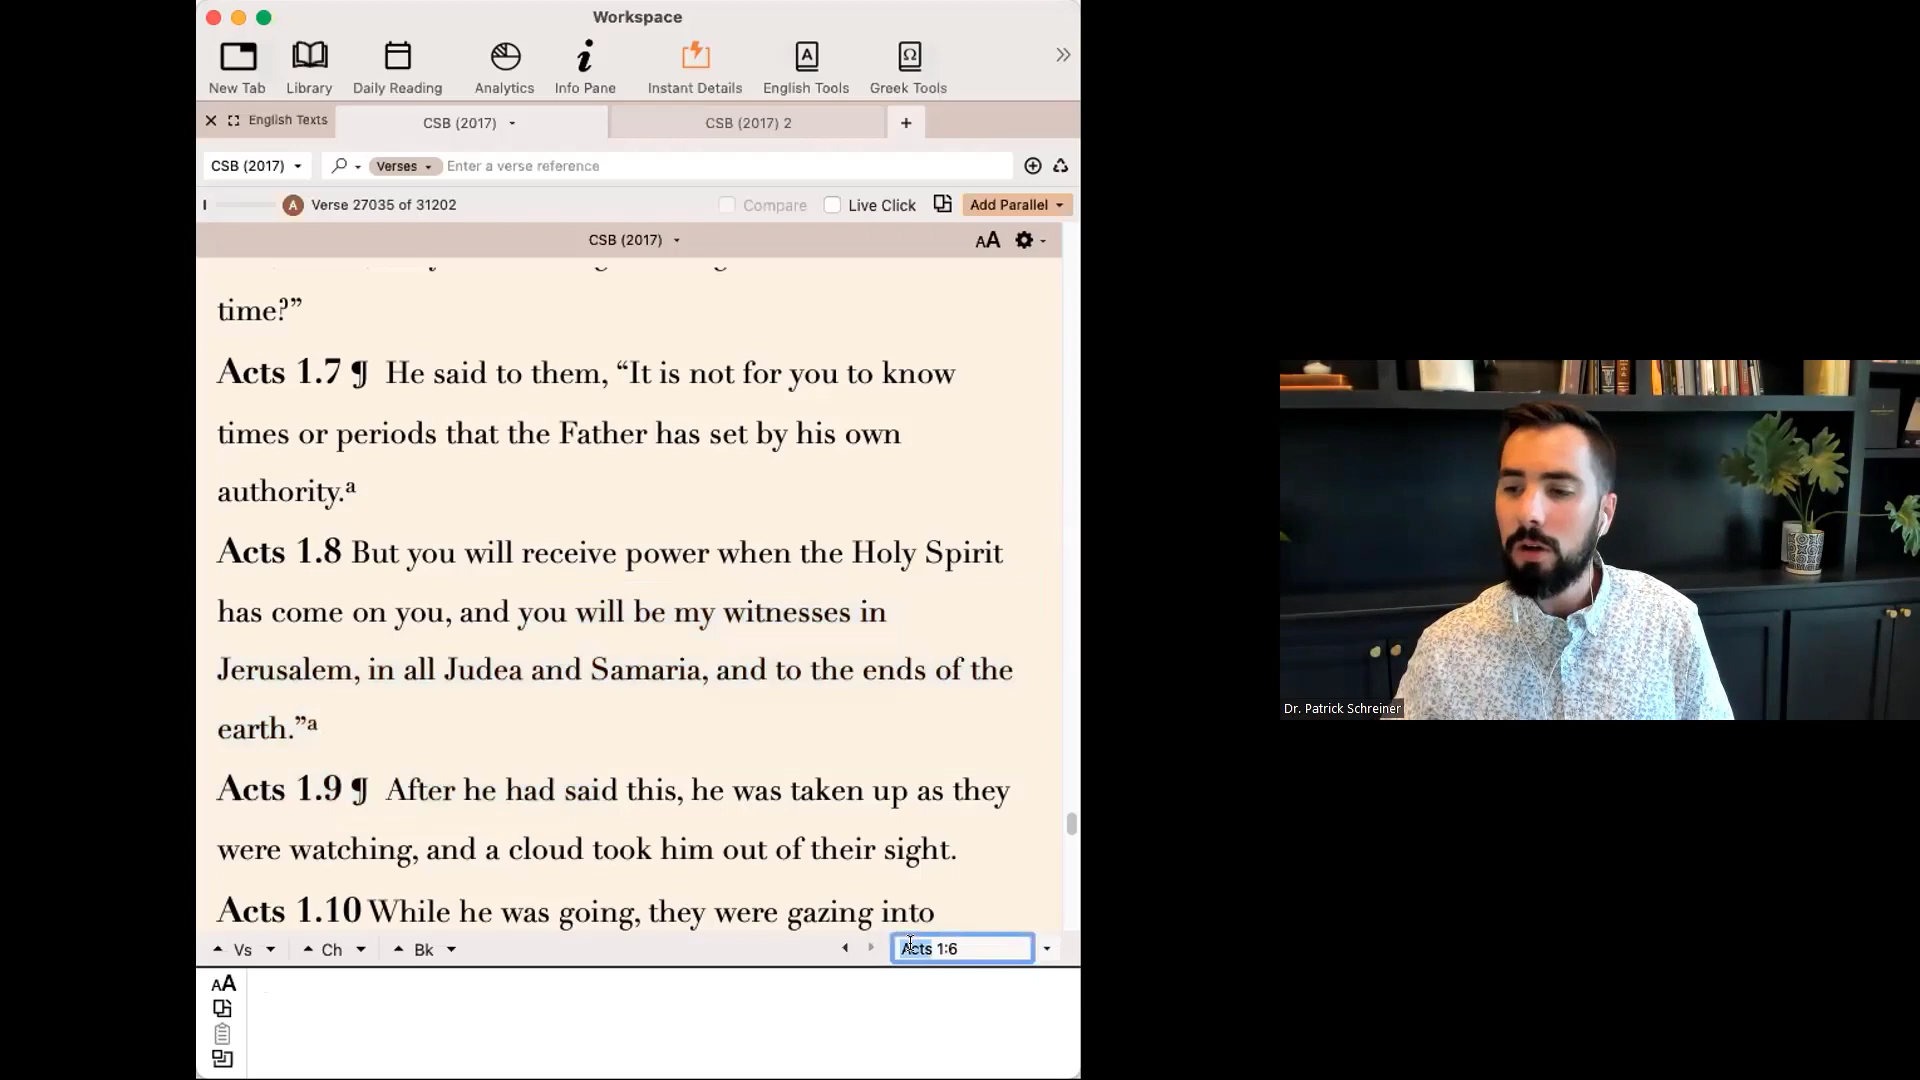 Workspace
New Tab
Library
Daily Reading
Analytics
Info Pane
Instant Details
English Tools
Greek Tools
English Texts
CSB (2017)
CSB (2017) 2
+
CSB (2017)
Verses
Enter a verse reference
A
Verse 27035 of 31202
Compare
Live Click
Add Parallel
CSB (2017)
AA
time?”
Acts 1.7 ¶ He said to them, “It is not for you to know
times or periods that the Father has set by his own
authority.ᵃ
Acts 1.8 But you will receive power when the Holy Spirit
has come on you, and you will be my witnesses in
Jerusalem, in all Judea and Samaria, and to the ends of the
earth.”ᵃ
Acts 1.9 ¶ After he had said this, he was taken up as they
were watching, and a cloud took him out of their sight.
Acts 1.10 While he was going, they were gazing into
Vs
Ch
Bk
Acts 1:6
AA
Dr. Patrick Schreiner